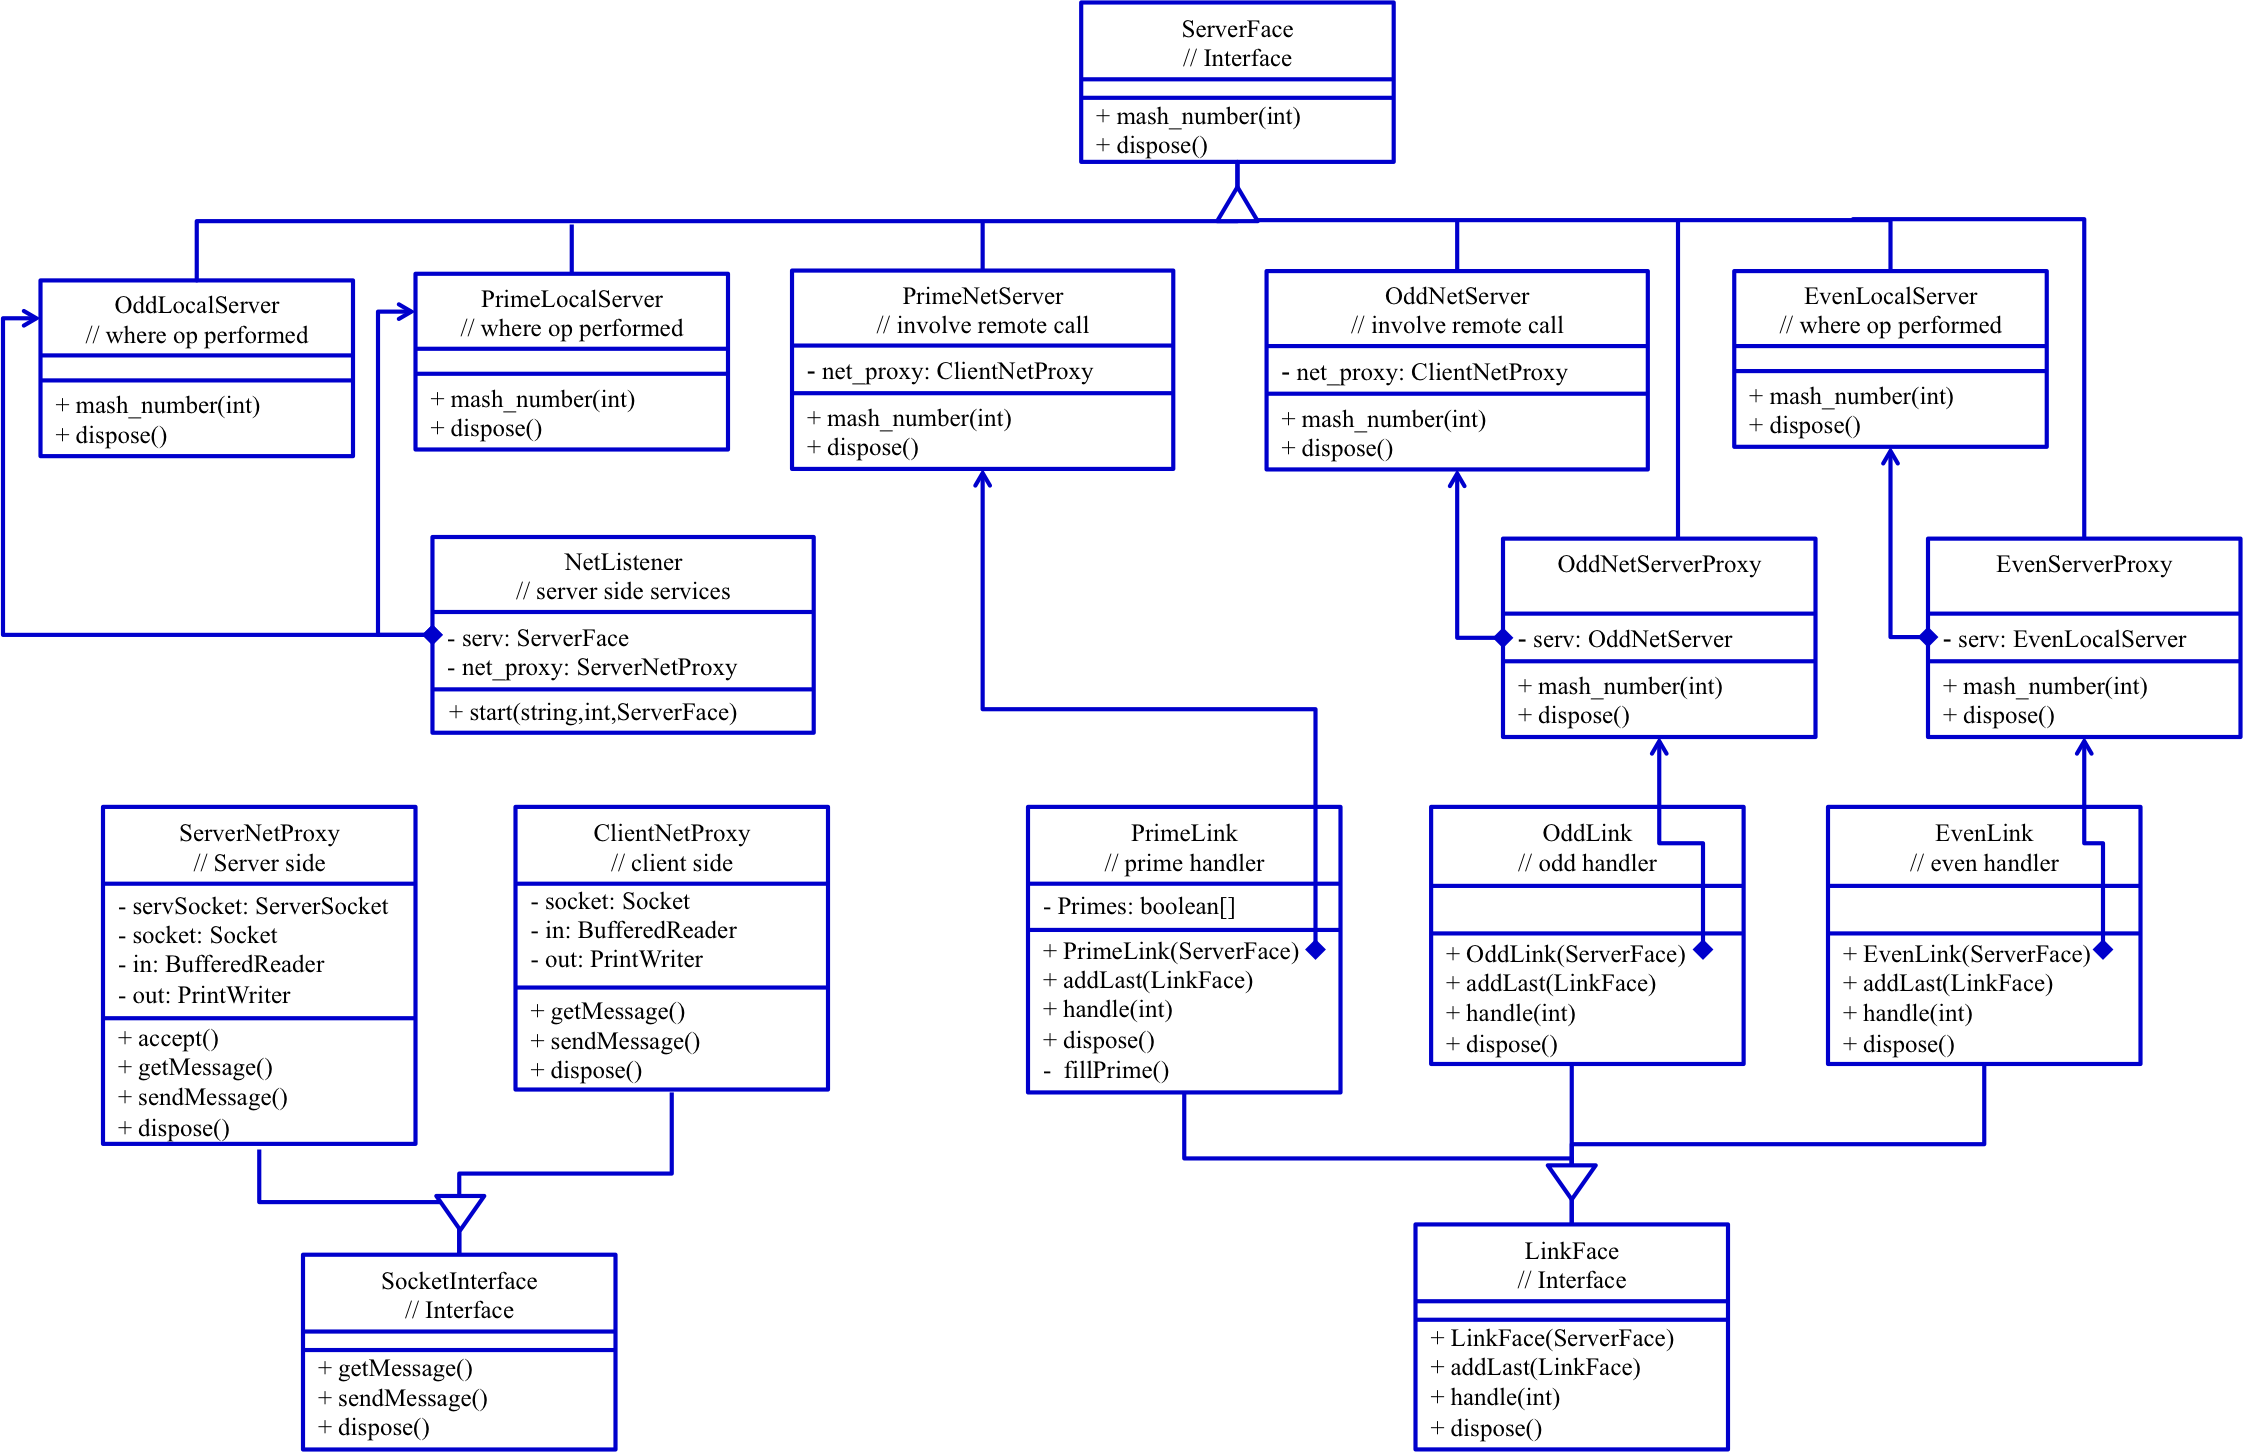 ServerFace
// Interface
+ mash_number(int)
+ dispose()
OddLocalServer
// where op performed
+ mash_number(int)
+ dispose()
PrimeLocalServer
// where op performed
+ mash_number(int)
+ dispose()
PrimeNetServer
// involve remote call
- net_proxy: ClientNetProxy
+ mash_number(int)
+ dispose()
OddNetServer
// involve remote call
- net_proxy: ClientNetProxy
+ mash_number(int)
+ dispose()
EvenLocalServer
// where op performed
+ mash_number(int)
+ dispose()
NetListener
// server side services
- serv: ServerFace
- net_proxy: ServerNetProxy
+ start(string,int,ServerFace)
OddNetServerProxy
- serv: OddNetServer
+ mash_number(int)
+ dispose()
EvenServerProxy
- serv: EvenLocalServer
+ mash_number(int)
+ dispose()
ServerNetProxy
// Server side
- servSocket: ServerSocket
- socket: Socket
- in: BufferedReader
- out: PrintWriter
+ accept()
+ getMessage()
+ sendMessage()
+ dispose()
ClientNetProxy
// client side
- socket: Socket
- in: BufferedReader
- out: PrintWriter
+ getMessage()
+ sendMessage()
+ dispose()
PrimeLink
// prime handler
- Primes: boolean[]
+ PrimeLink(ServerFace)
+ addLast(LinkFace)
+ handle(int)
+ dispose()
- fillPrime()
OddLink
// odd handler
+ OddLink(ServerFace)
+ addLast(LinkFace)
+ handle(int)
+ dispose()
EvenLink
// even handler
+ EvenLink(ServerFace)
+ addLast(LinkFace)
+ handle(int)
+ dispose()
SocketInterface
// Interface
+ getMessage()
+ sendMessage()
+ dispose()
LinkFace
// Interface
+ LinkFace(ServerFace)
+ addLast(LinkFace)
+ handle(int)
+ dispose()